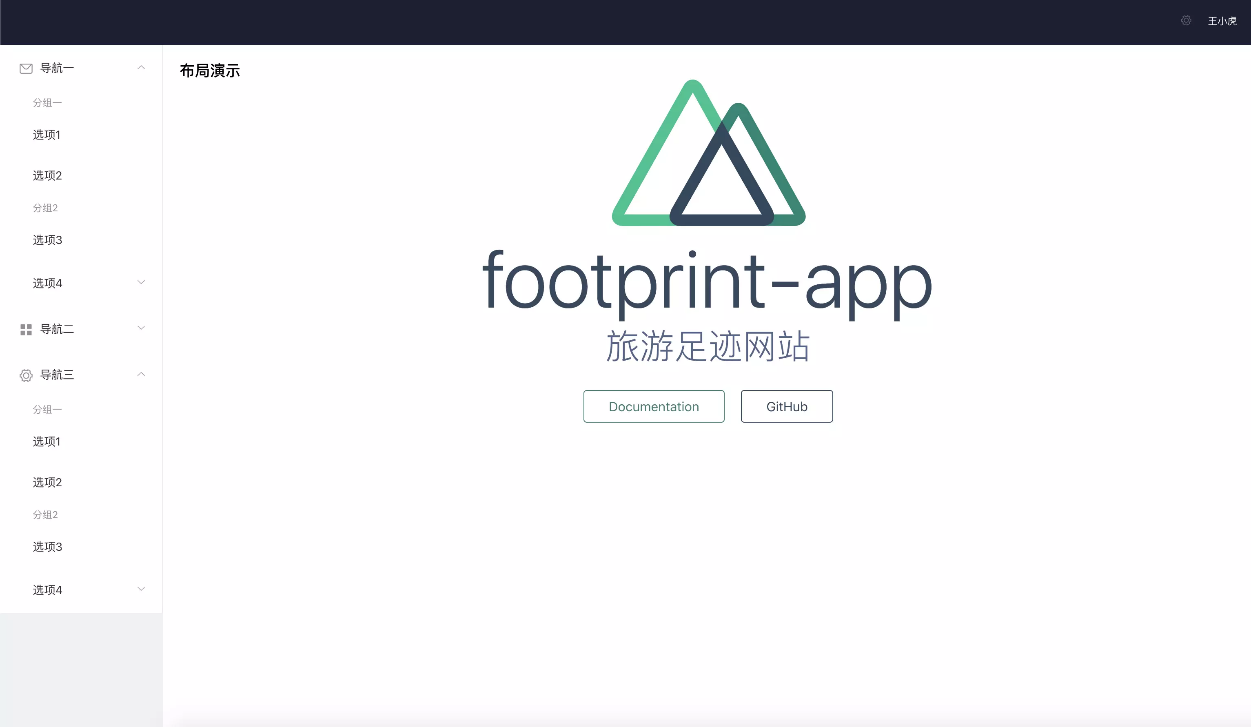 王小虎
导航一
分组一
选项1
选项2
分组2
选项3
选项4
导航二
导航三
分组一
选项1
选项2
分组2
选项3
选项4
布局演示
footprint-app
旅游足迹网站
Documentation
GitHub